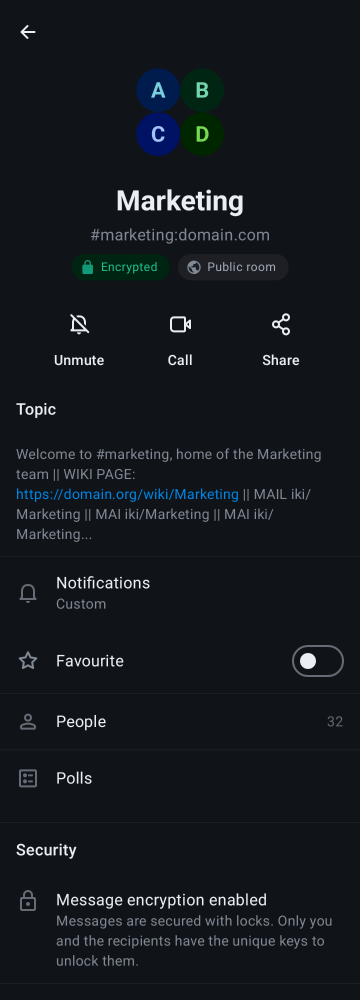 A B
C D
Marketing
#marketing:domain.com
Encrypted Public room
Unmute Call Share
Topic
Welcome to #marketing, home of the Marketing
team || WIKI PAGE:
https://domain.org/wiki/Marketing || MAIL iki/
Marketing || MAI iki/Marketing || MAI iki/
Marketing...
Notifications
Custom
Favourite
People 32
Polls
Security
Message encryption enabled
Messages are secured with locks. Only you
and the recipients have the unique keys to
unlock them.